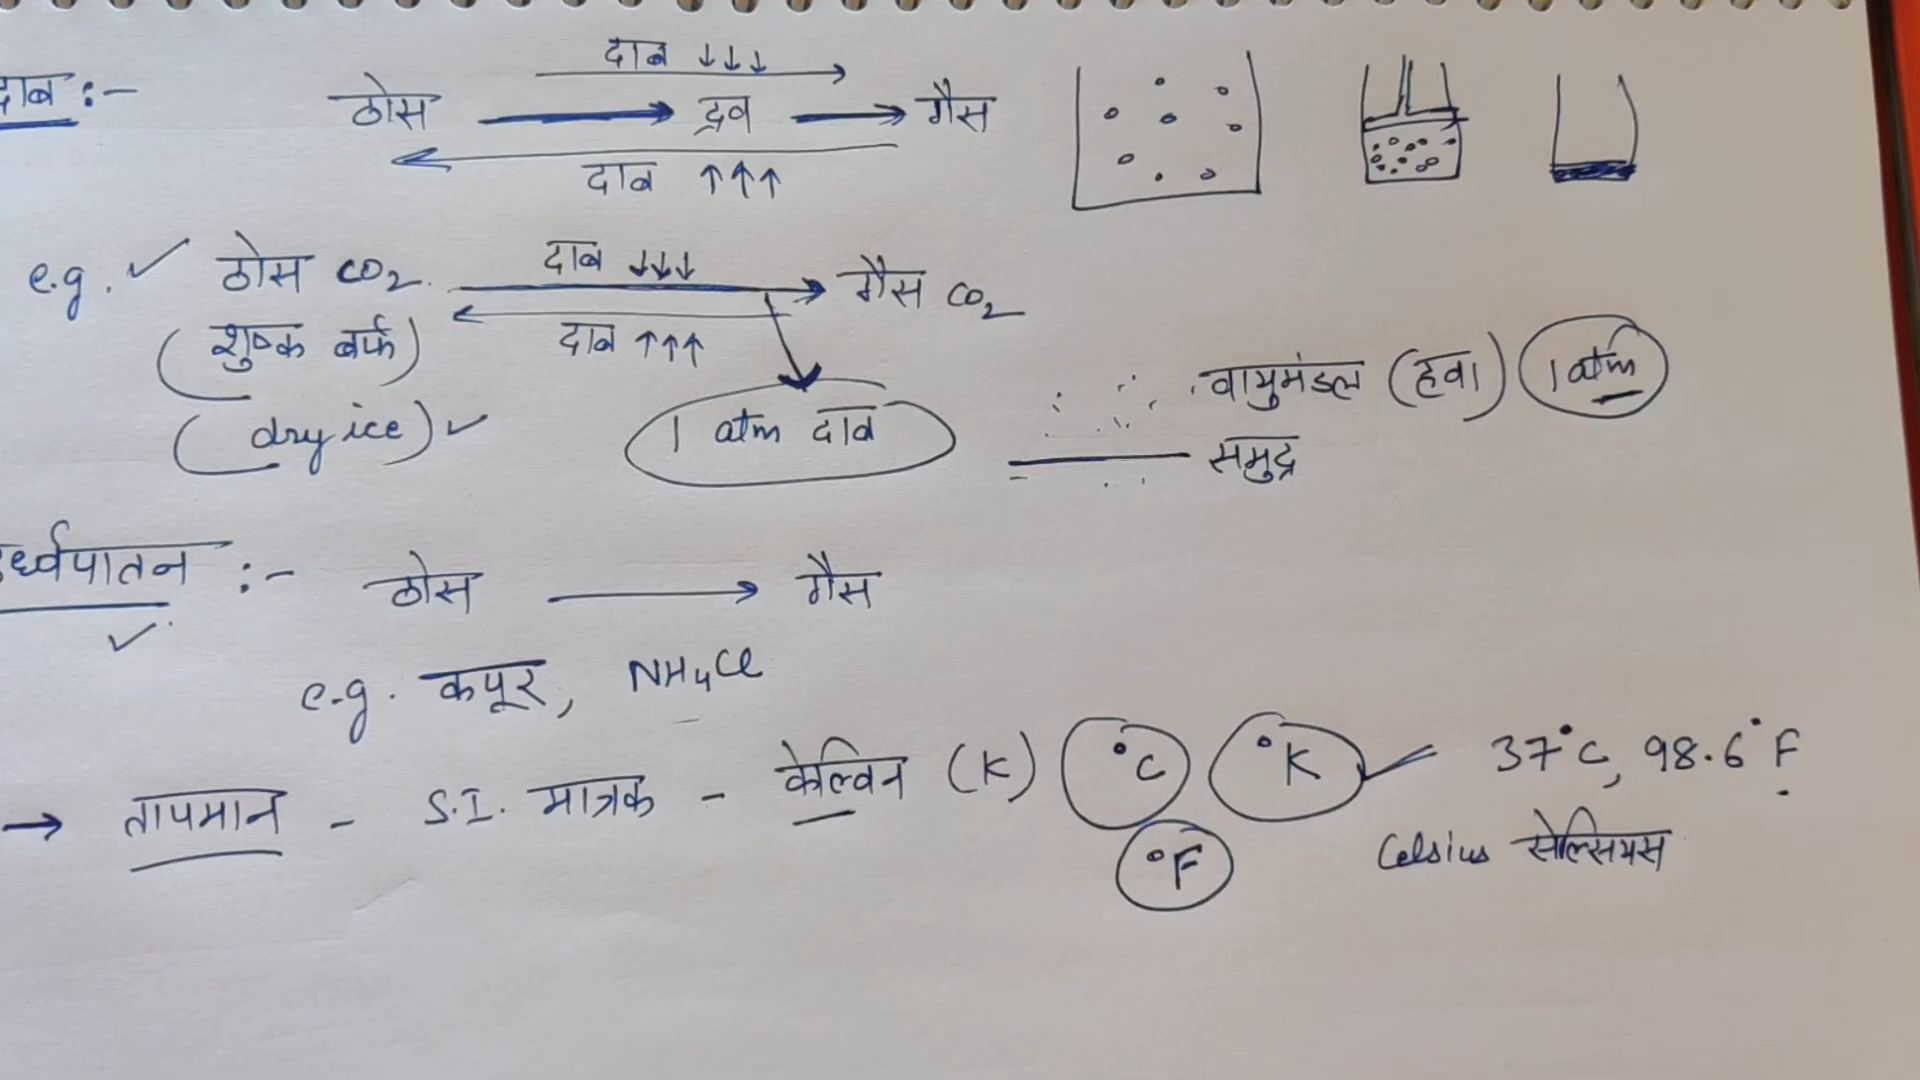 दाब ↓↓↓
दाब :-
ठोस → द्रव → गैस
दाब ↑↑↑
e.g. ✓ ठोस CO2 दाब ↓↓↓ → गैस CO2
(शुष्क बर्फ) दाब ↑↑↑
वायुमंडल (हवा) 1 atm
(dry ice) ✓ 1 atm दाब
समुद्र
र्ध्वपातन :- ठोस → गैस
e.g. कपूर, NH4Cl
→ तापमान - S.I. मात्रक - केल्विन (K) °C °K 37°C, 98.6°F
°F Celsius सेल्सियस